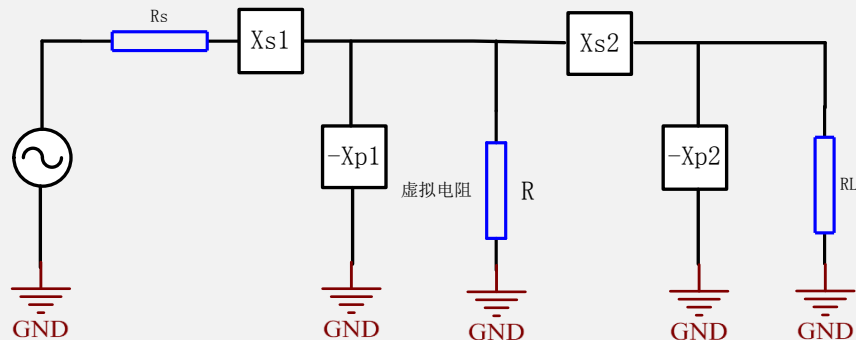 Rs
Xs1
Xs2
-Xp1
虚拟电阻
R
-Xp2
RL
GND
GND
GND
GND
GND